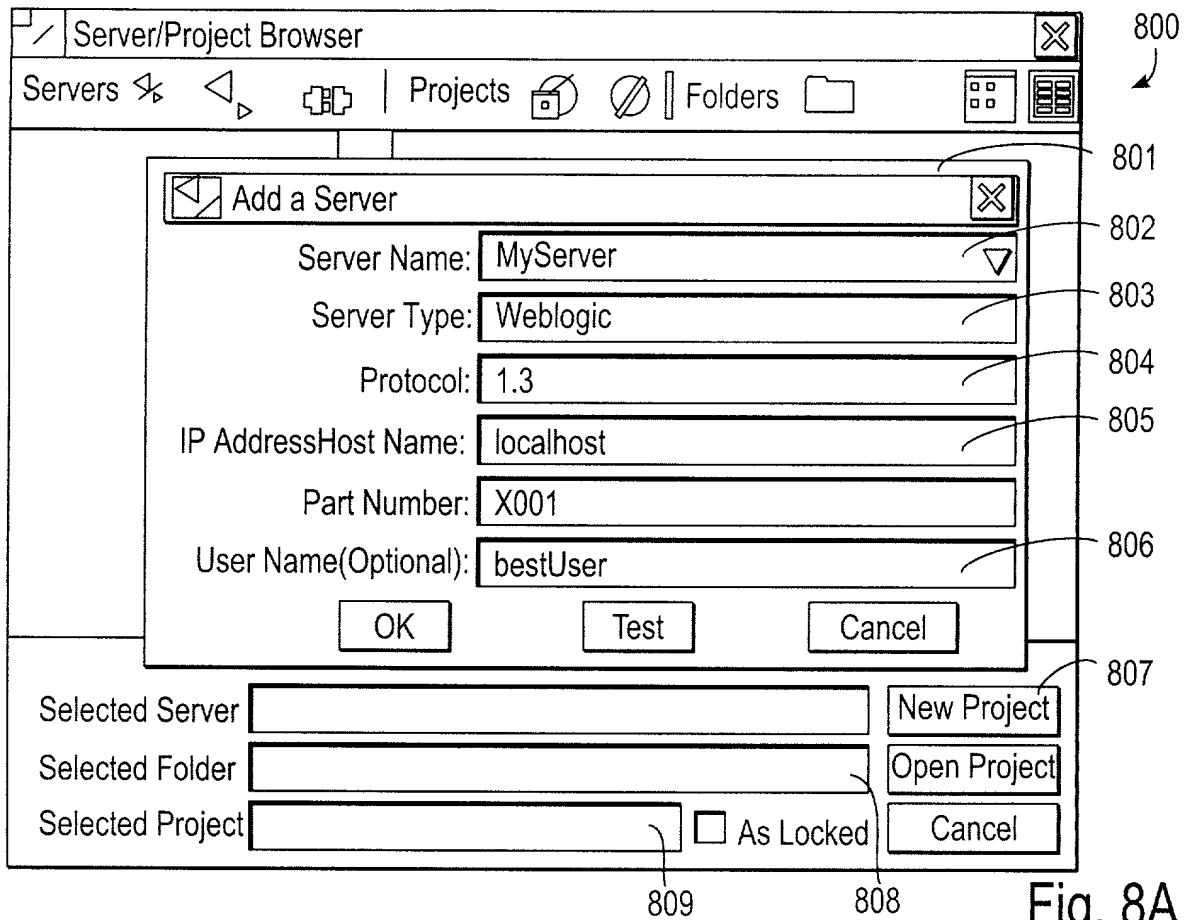 Server/Project Browser
800
Servers Projects Folders
801
Add a Server
802
Server Name: MyServer
803
Server Type: Weblogic
804
Protocol: 1.3
805
IP AddressHost Name: localhost
Part Number: X001
806
User Name(Optional): bestUser
OK Test Cancel
807
Selected Server New Project
Selected Folder Open Project
Selected Project As Locked Cancel
809 808
Fig. 8A